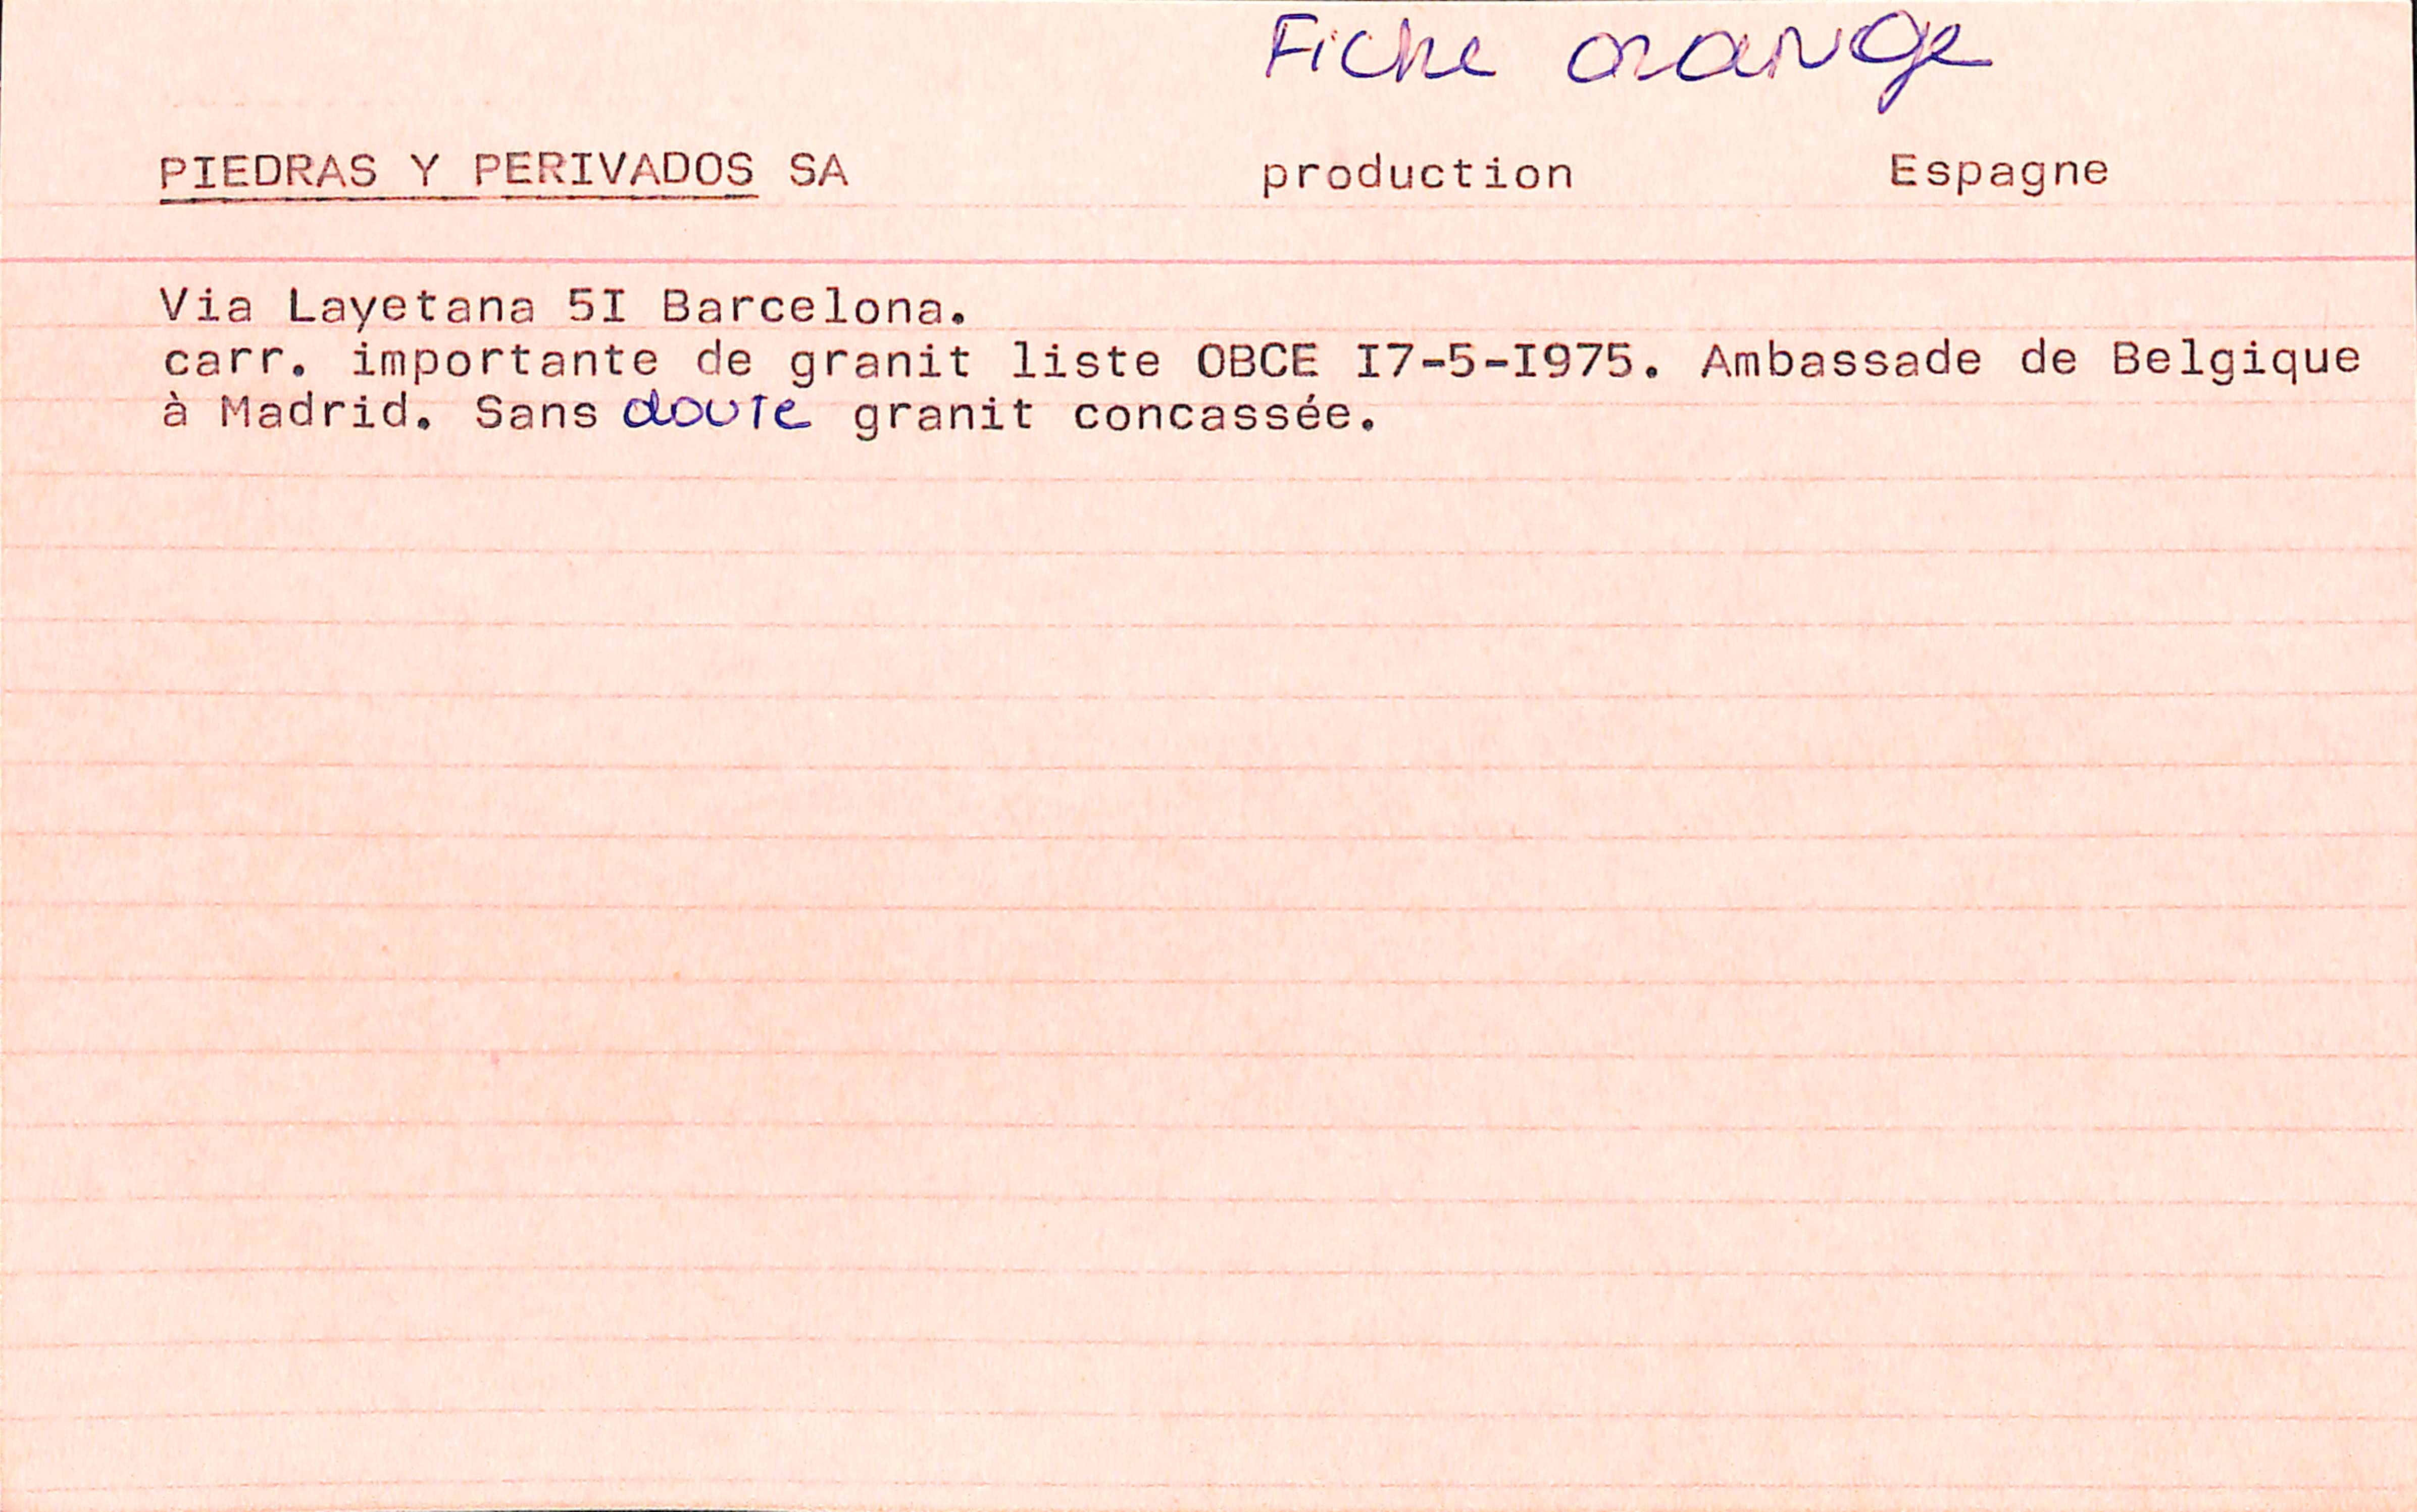 Fiche orange
PIEDRAS Y PERIVADOS SA production Espagne
Via Layetana 5I Barcelona.
carr. importante de granit liste OBCE I7-5-I975. Ambassade de Belgique
à Madrid. Sans doute granit concassée.